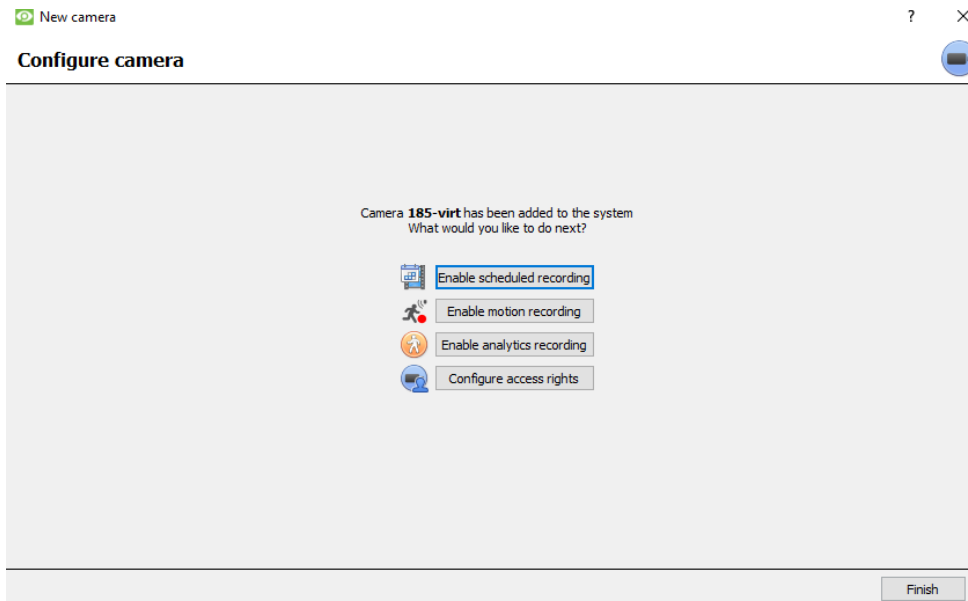 New camera
?
Configure camera
Camera 185-virt has been added to the system
What would you like to do next?
Enable scheduled recording
Enable motion recording
Enable analytics recording
Configure access rights
Finish